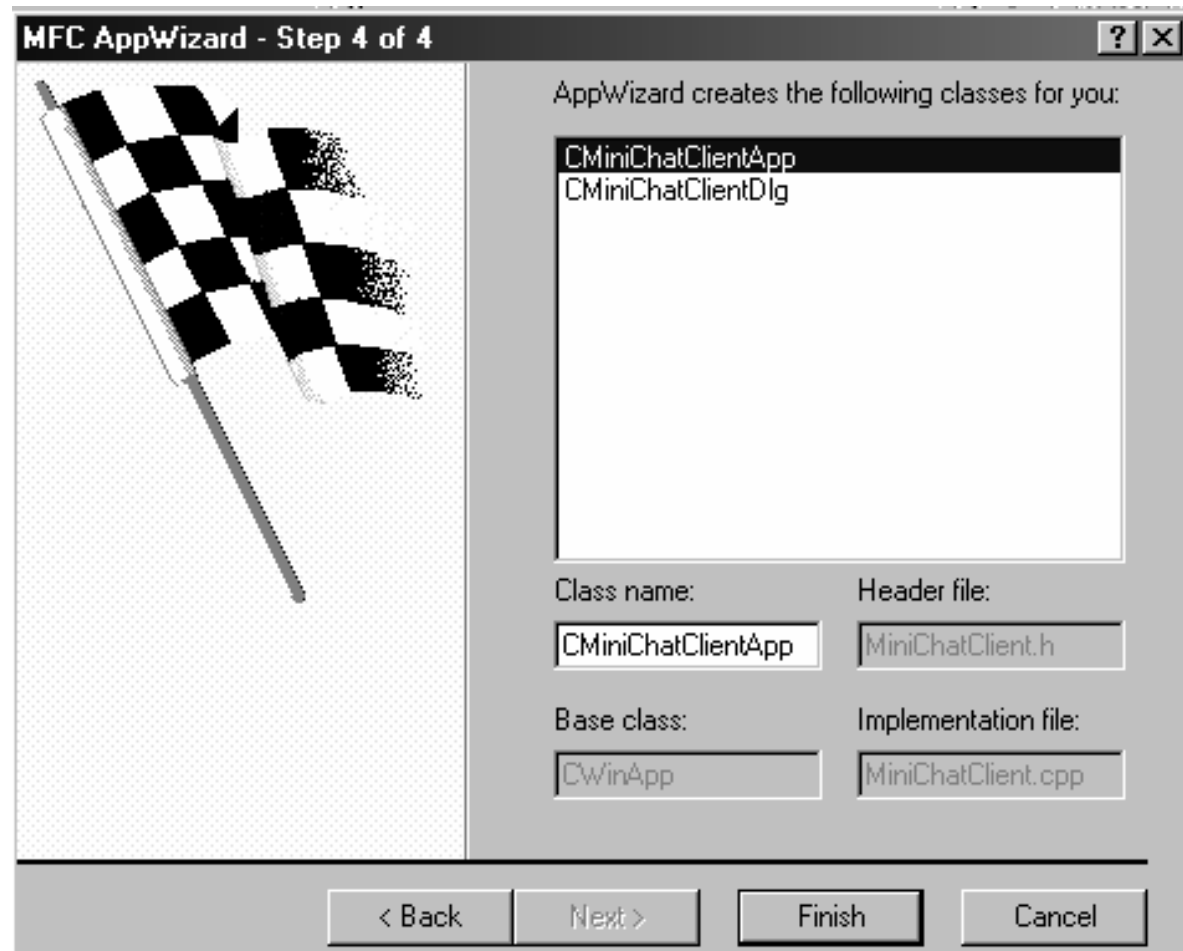 MFC AppWizard - Step 4 of 4
AppWizard creates the following classes for you:
CMiniChatClientApp
CMiniChatClientDlg
Class name: Header file:
CMiniChatClientApp MiniChatClient.h
Base class: Implementation file:
CWinApp MiniChatClient.cpp
< Back Next > Finish Cancel